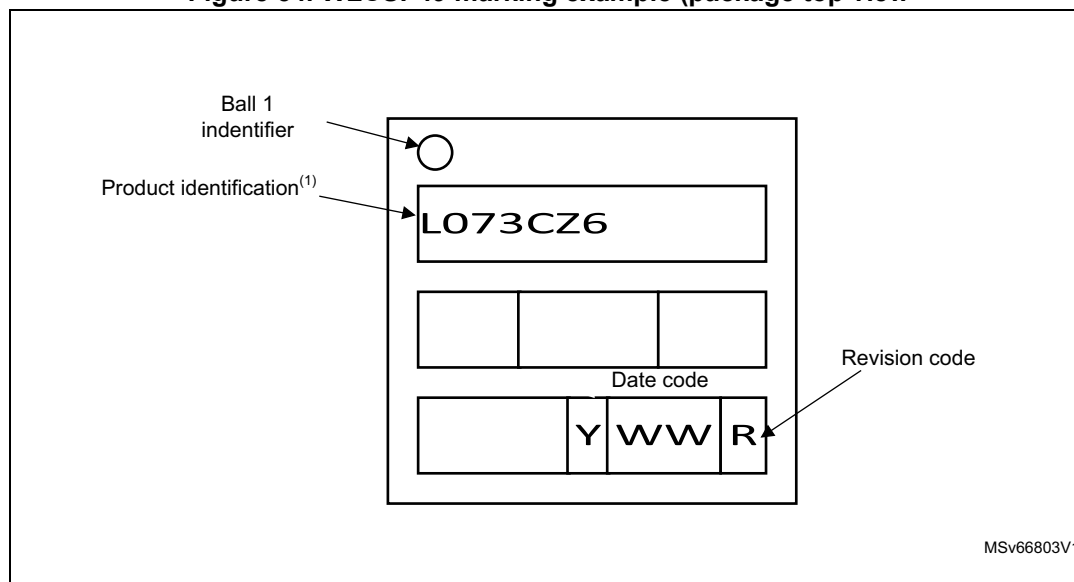 Ball 1
indentifier
Product identification(1)
L073CZ6
Revision code
Date code
Y WW R
MSv66803V1